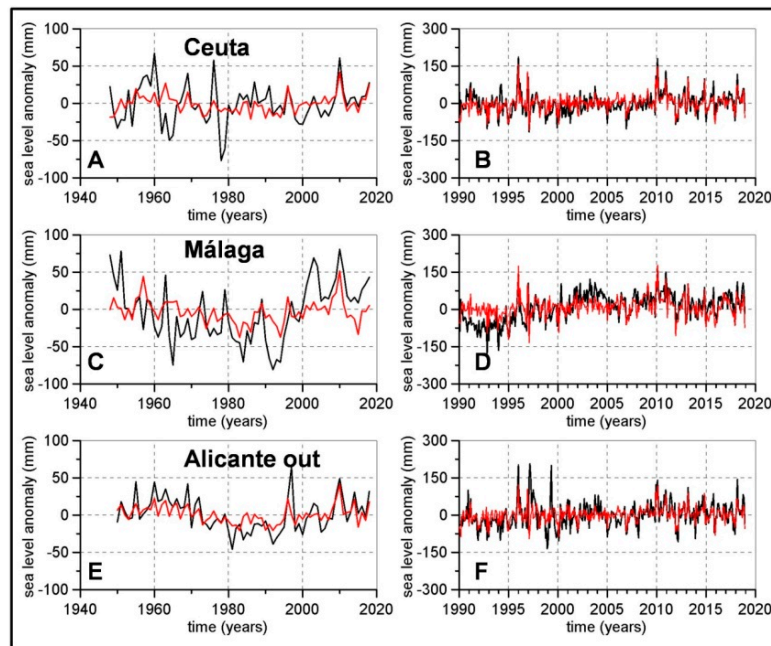 Ceuta
sea level anomaly (mm)
100
50
0
-50
-100
A
1940 1960 1980 2000 2020
time (years)
sea level anomaly (mm)
300
150
0
-150
-300
B
1990 1995 2000 2005 2010 2015 2020
time (years)
Málaga
sea level anomaly (mm)
100
50
0
-50
-100
C
1940 1960 1980 2000 2020
time (years)
sea level anomaly (mm)
300
150
0
-150
-300
D
1990 1995 2000 2005 2010 2015 2020
time (years)
Alicante out
sea level anomaly (mm)
100
50
0
-50
-100
E
1940 1960 1980 2000 2020
time (years)
sea level anomaly (mm)
300
150
0
-150
-300
F
1990 1995 2000 2005 2010 2015 2020
time (years)